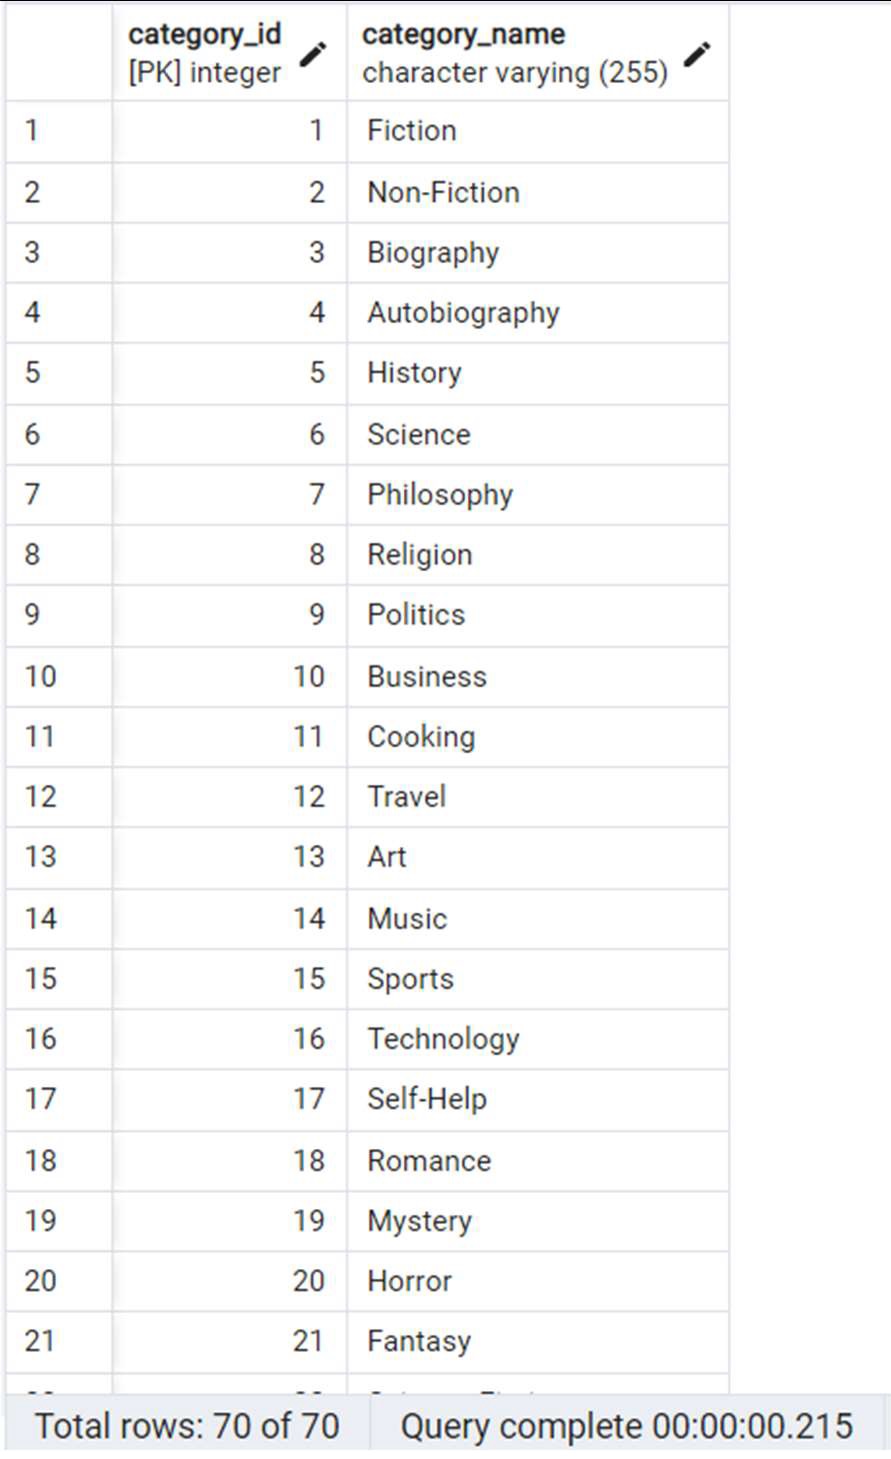 category_id category_name
[PK] integer character varying (255)
1 1 Fiction
2 2 Non-Fiction
3 3 Biography
4 4 Autobiography
5 5 History
6 6 Science
7 7 Philosophy
8 8 Religion
9 9 Politics
10 10 Business
11 11 Cooking
12 12 Travel
13 13 Art
14 14 Music
15 15 Sports
16 16 Technology
17 17 Self-Help
18 18 Romance
19 19 Mystery
20 20 Horror
21 21 Fantasy
Total rows: 70 of 70 Query complete 00:00:00.215